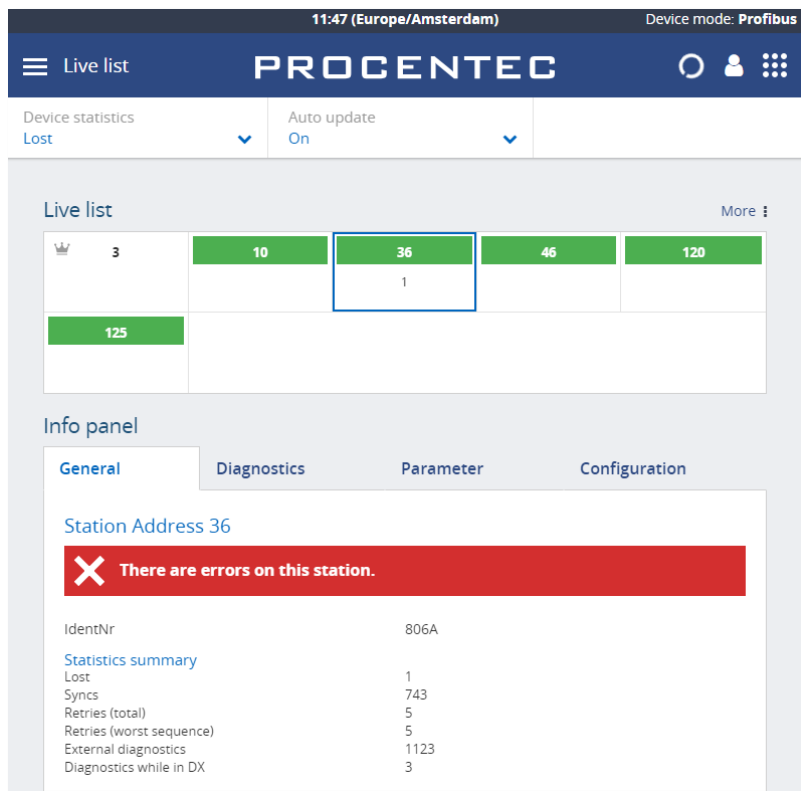 11:47 (Europe/Amsterdam) Device mode: Profibus
Live list PROCENTEC
Device statistics Auto update
Lost On
Live list More
3 10 36 46 120
1
125
Info panel
General Diagnostics Parameter Configuration
Station Address 36
There are errors on this station.
IdentNr 806A
Statistics summary
Lost 1
Syncs 743
Retries (total) 5
Retries (worst sequence) 5
External diagnostics 1123
Diagnostics while in DX 3